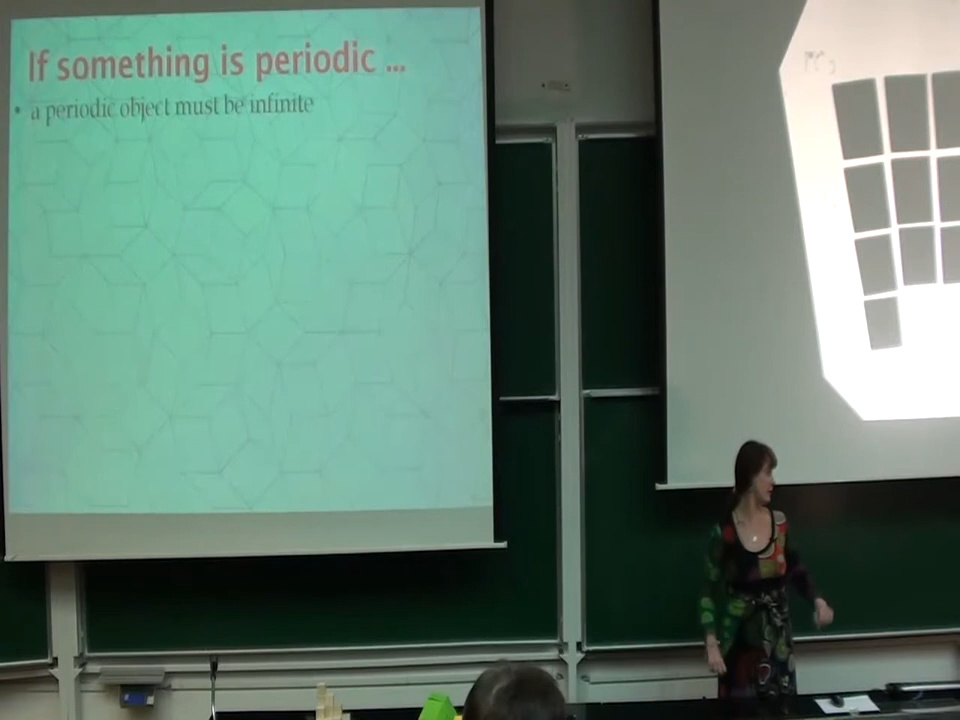 If something is periodic ...
• a periodic object must be infinite